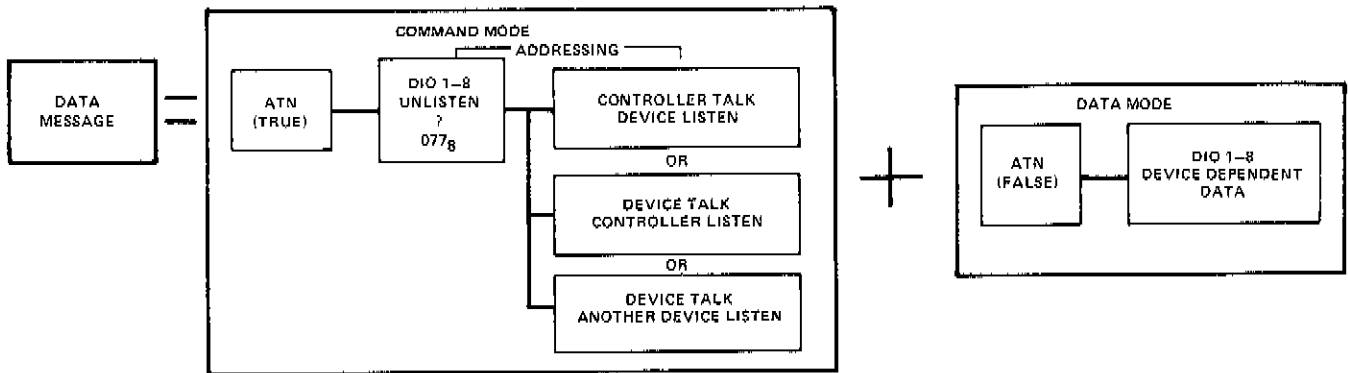 DATA
MESSAGE
=
COMMAND MODE
ADDRESSING
ATN
(TRUE)
DIO 1–8
UNLISTEN
?
077₈
CONTROLLER TALK
DEVICE LISTEN
OR
DEVICE TALK
CONTROLLER LISTEN
OR
DEVICE TALK
ANOTHER DEVICE LISTEN
+
DATA MODE
ATN
(FALSE)
DIO 1–8
DEVICE DEPENDENT
DATA